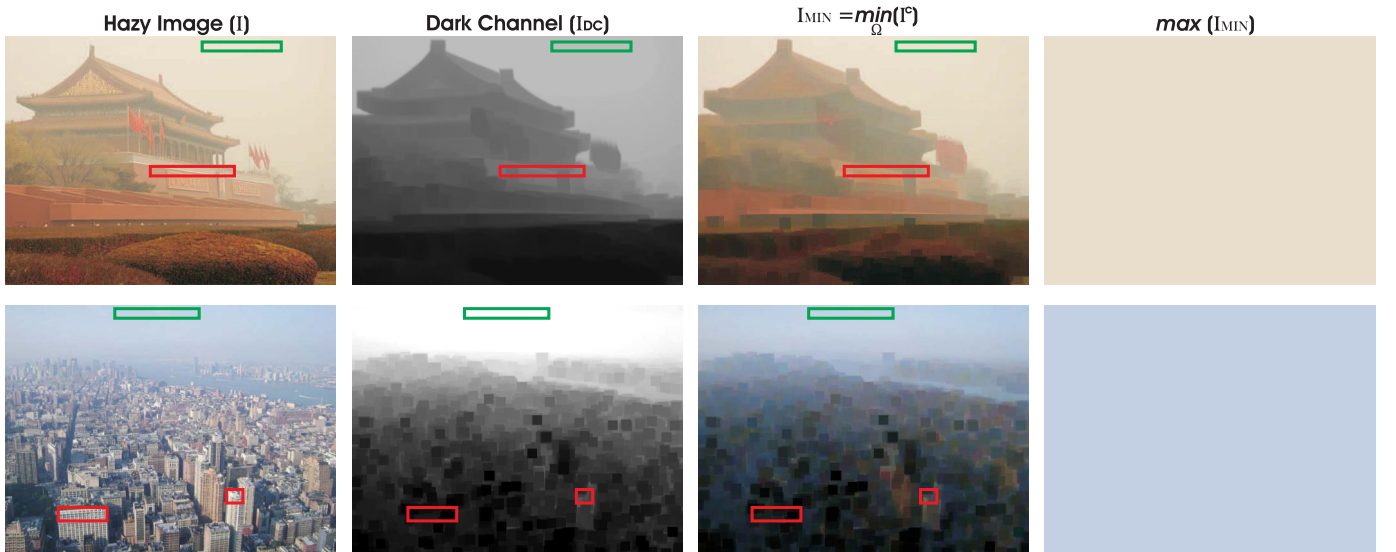 Hazy Image (I)
Dark Channel (IDC)
IMIN = min(Iᶜ)
Ω
max (IMIN)